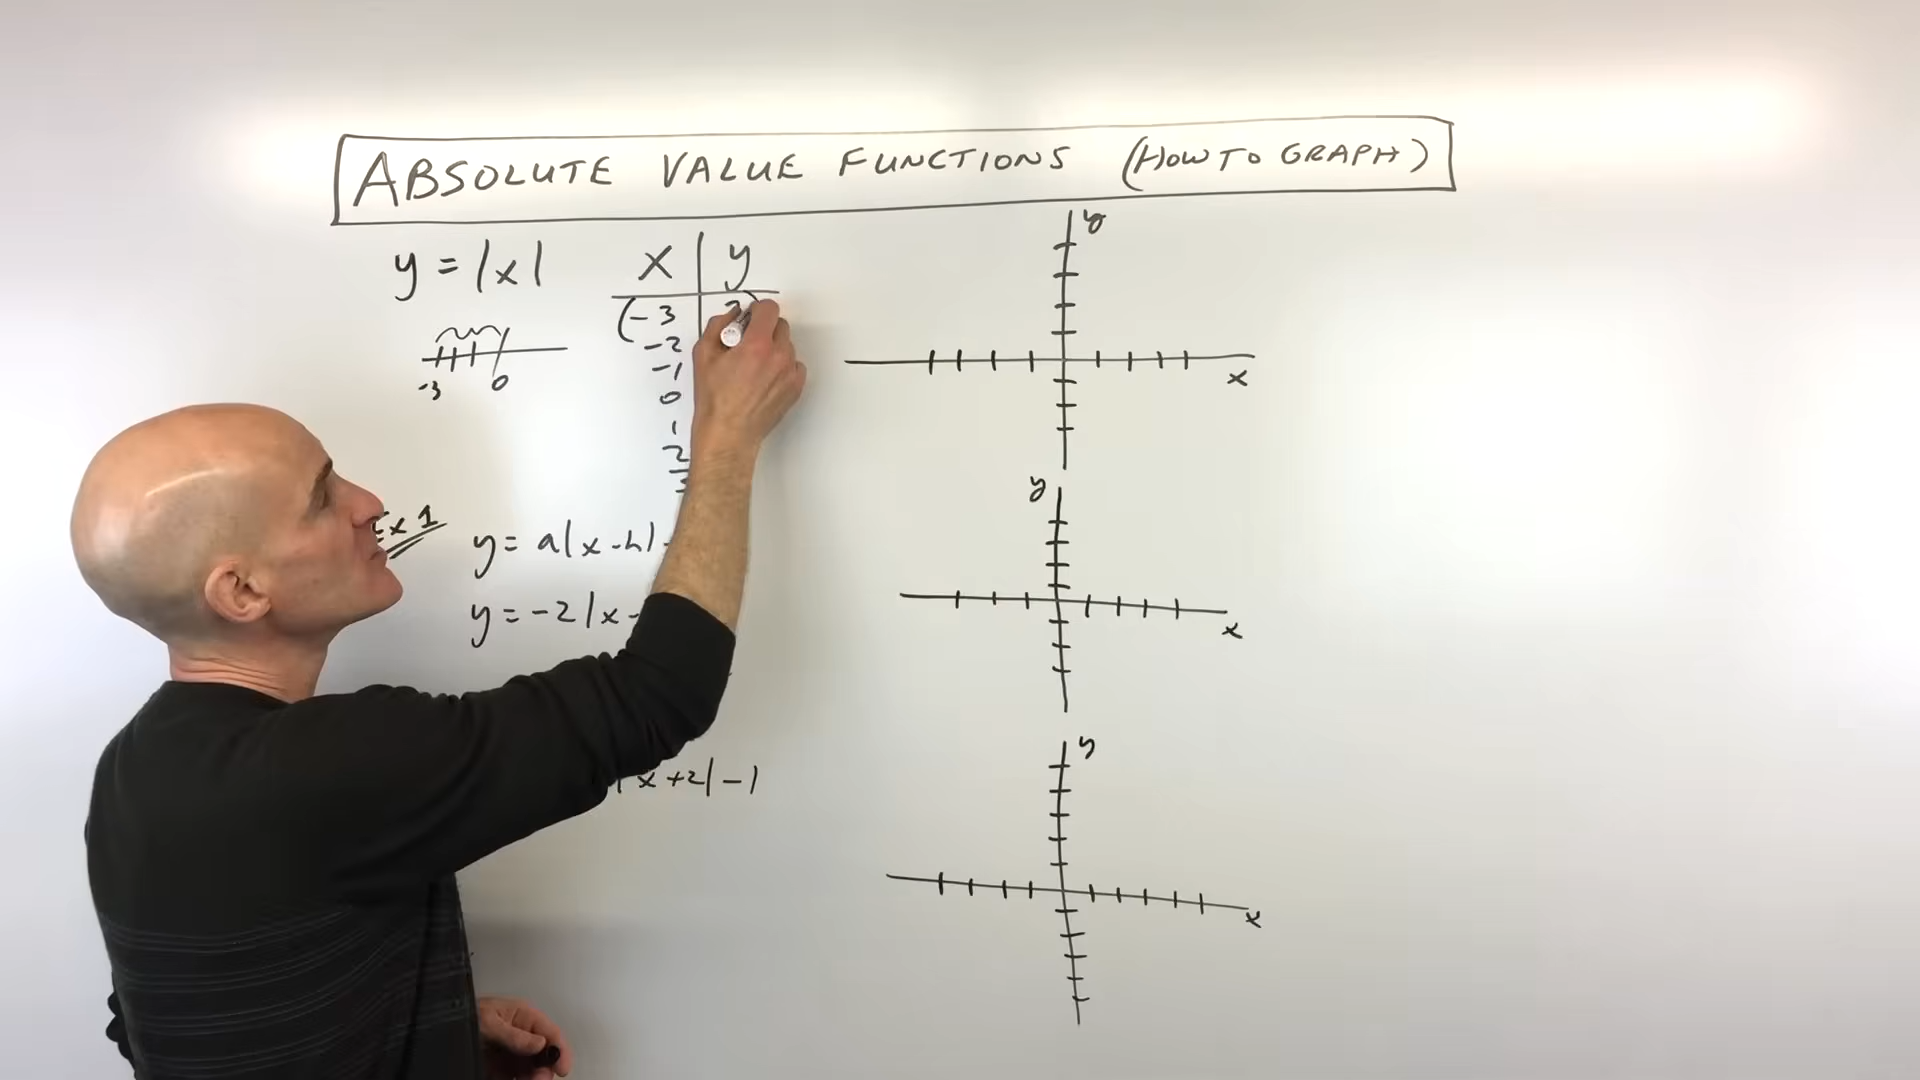 ABSOLUTE VALUE FUNCTIONS (HOW TO GRAPH)
y = |x|
x | y
(-3
-2
-1
0
1
2
-3 0
Ex 1
y = a|x-h|
y = -2|x-
x+2|-1
y
x
y
x
y
x